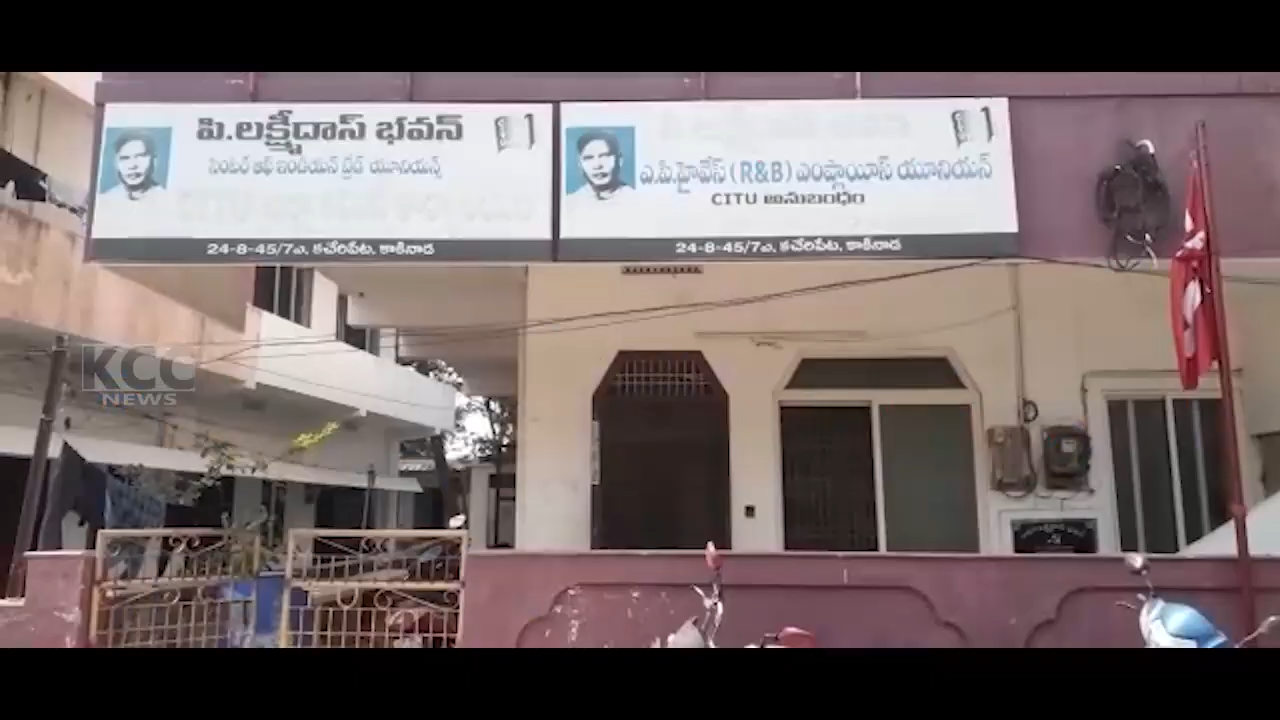 పి.లక్ష్మీదాస్ భవన్
సెంటర్ ఆఫ్ ఇండియన్ ట్రేడ్ యూనియన్స్
24-8-45/7ఎ, కచేరిపేట, కాకినాడ
ఎ.పి.హైవేస్ (R&B) ఎంప్లాయీస్ యూనియన్
CITU అనుబంధం
24-8-45/7ఎ, కచేరిపేట, కాకినాడ
KCC
NEWS